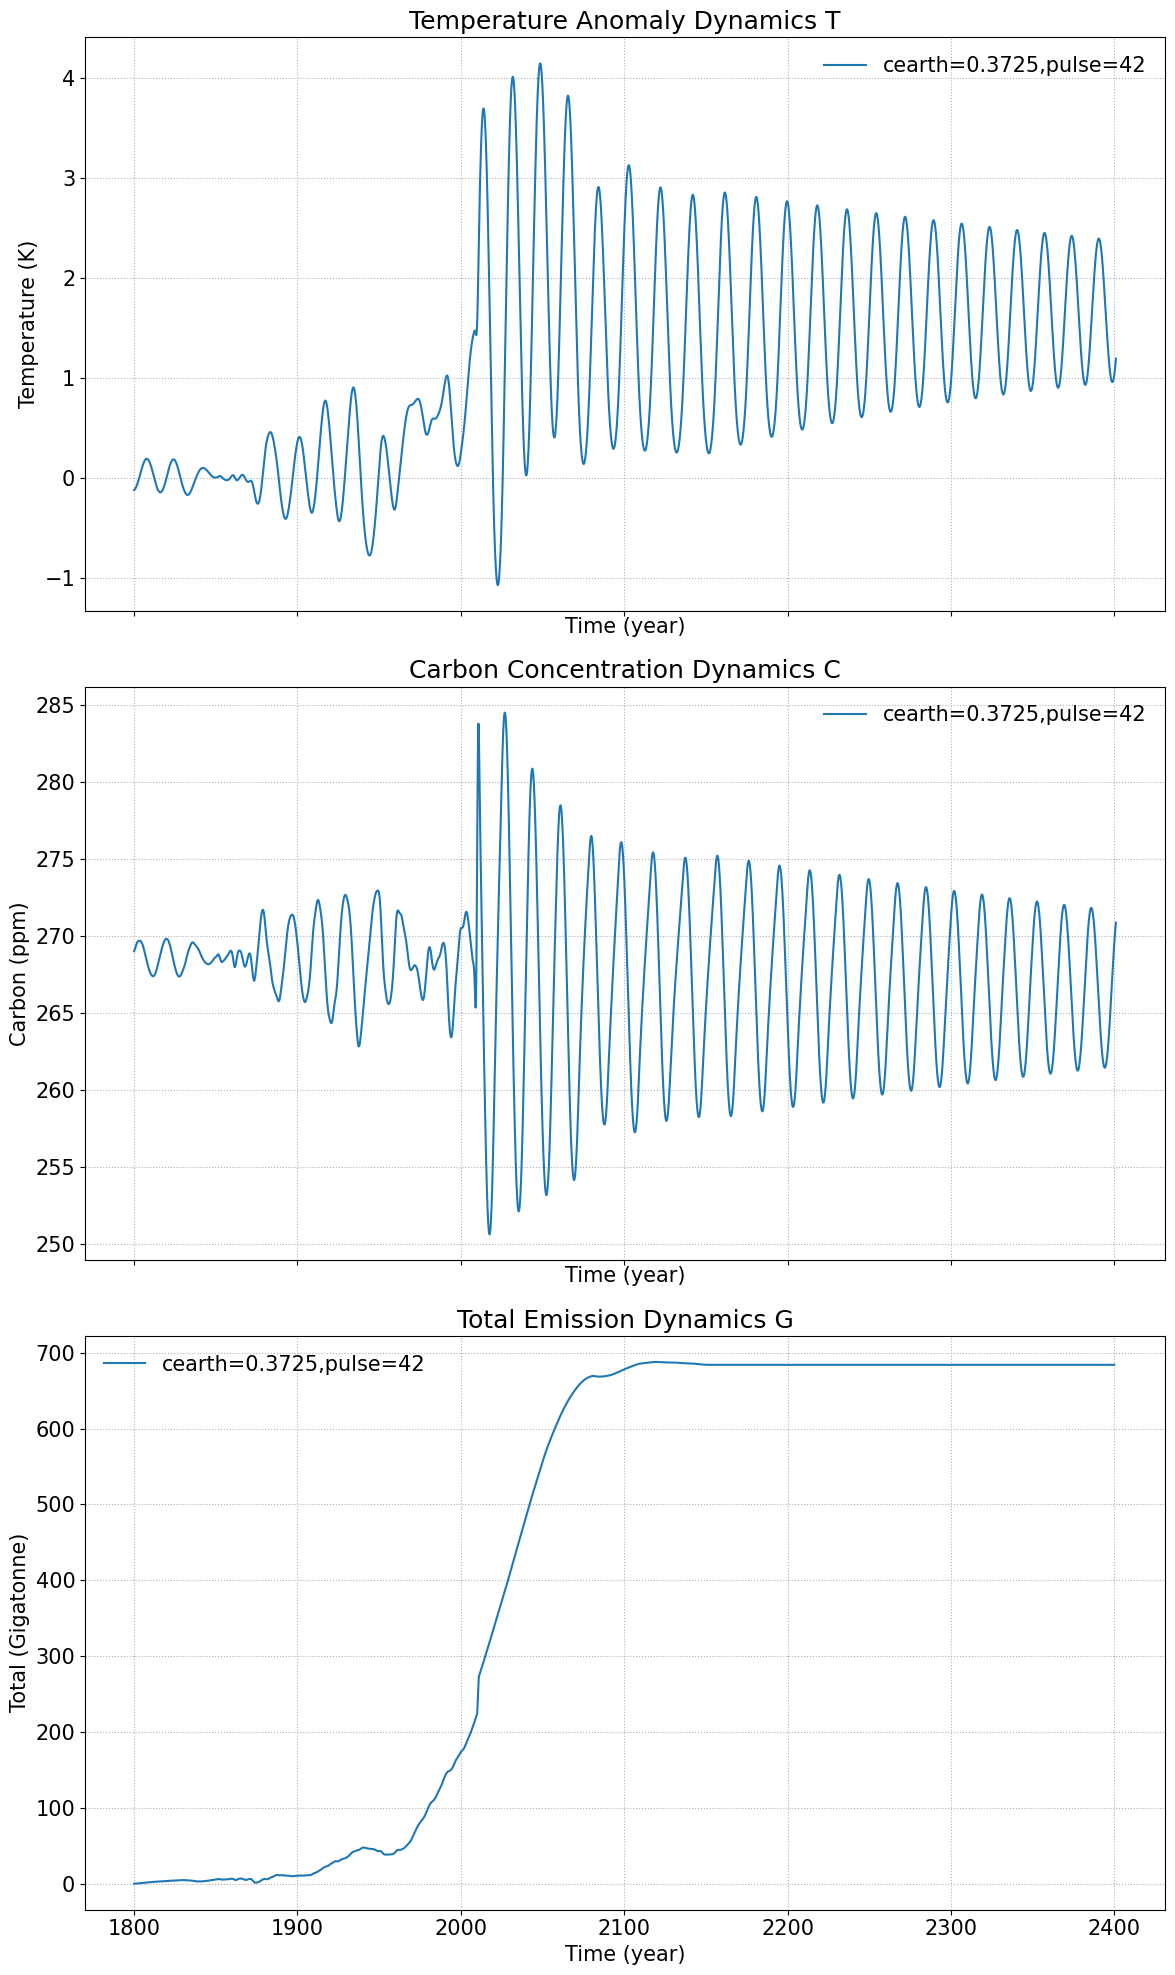 Temperature Anomaly Dynamics T
cearth=0.3725,pulse=42
4
3
2
1
0
−1
Temperature (K)
Time (year)
Carbon Concentration Dynamics C
cearth=0.3725,pulse=42
285
280
275
270
265
260
255
250
Carbon (ppm)
Time (year)
Total Emission Dynamics G
cearth=0.3725,pulse=42
700
600
500
400
300
200
100
0
Total (Gigatonne)
1800 1900 2000 2100 2200 2300 2400
Time (year)